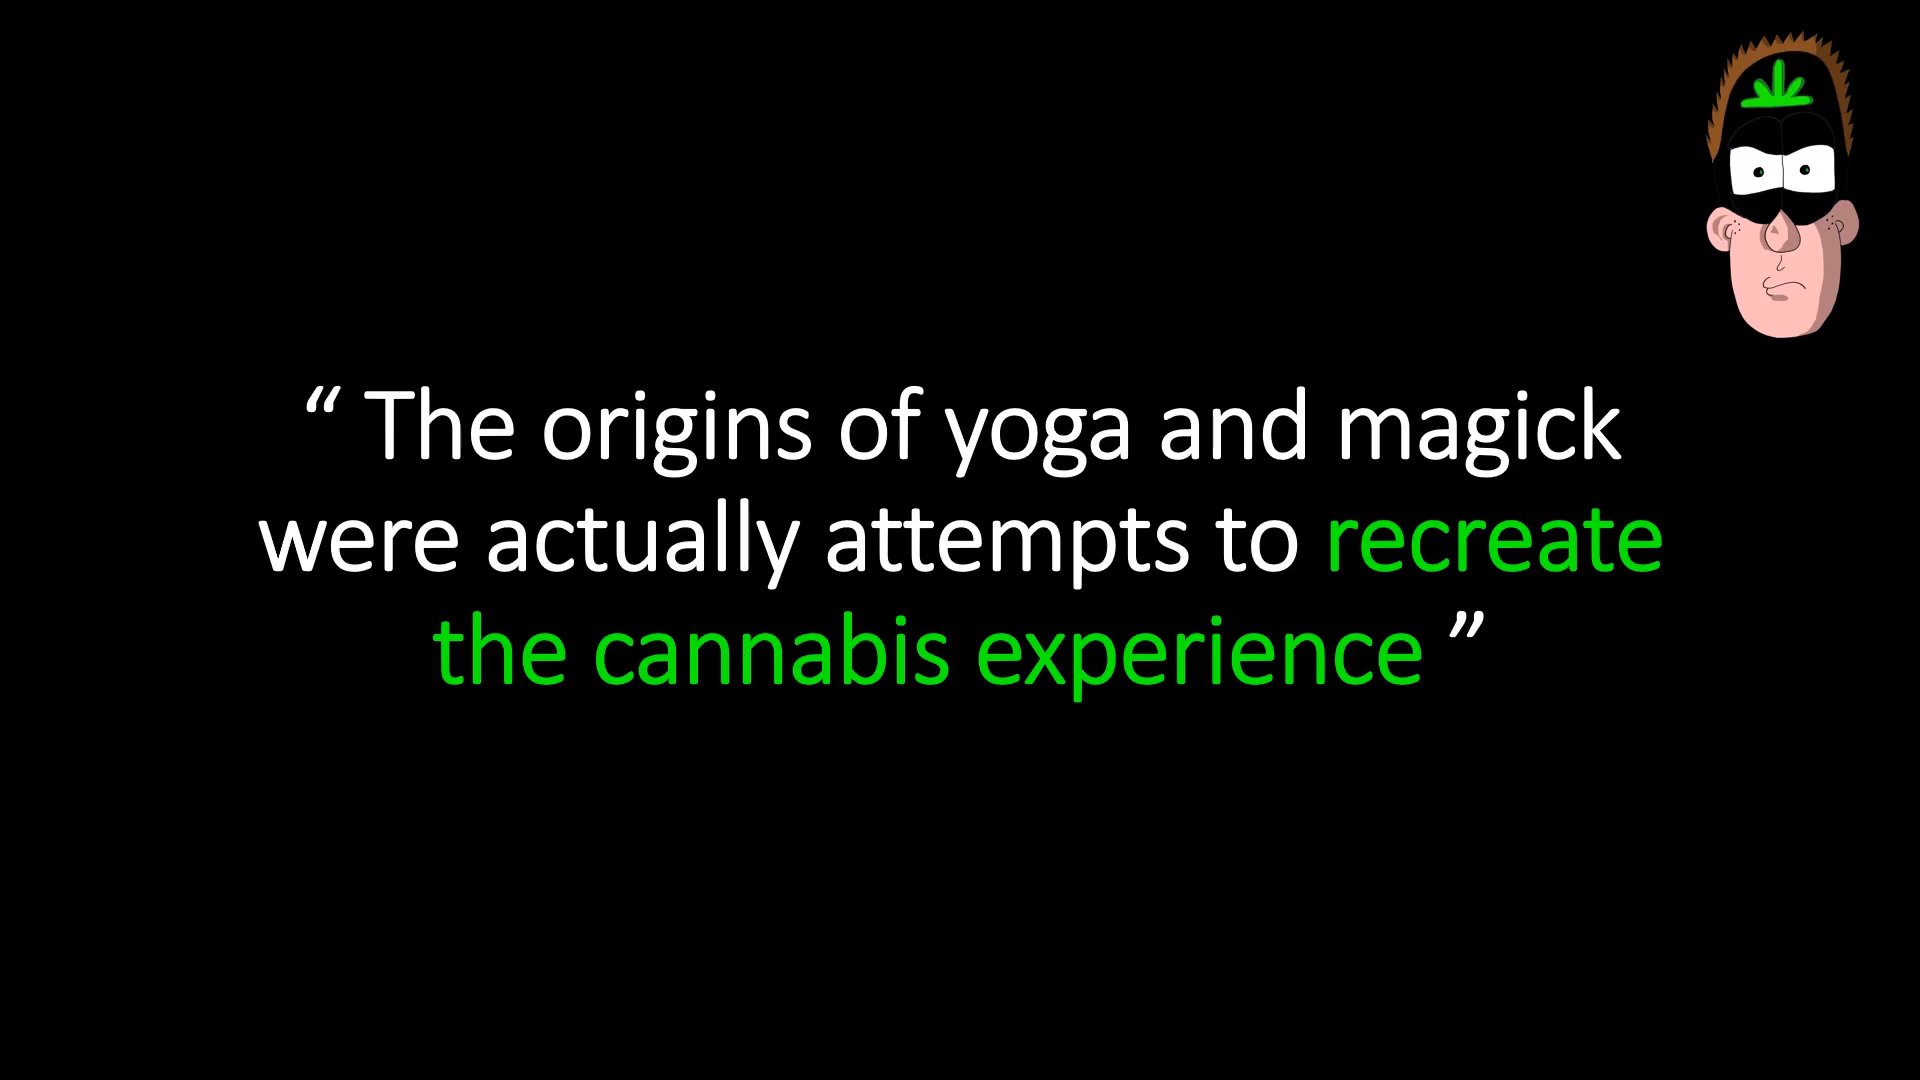 “ The origins of yoga and magick
were actually attempts to recreate
the cannabis experience ”